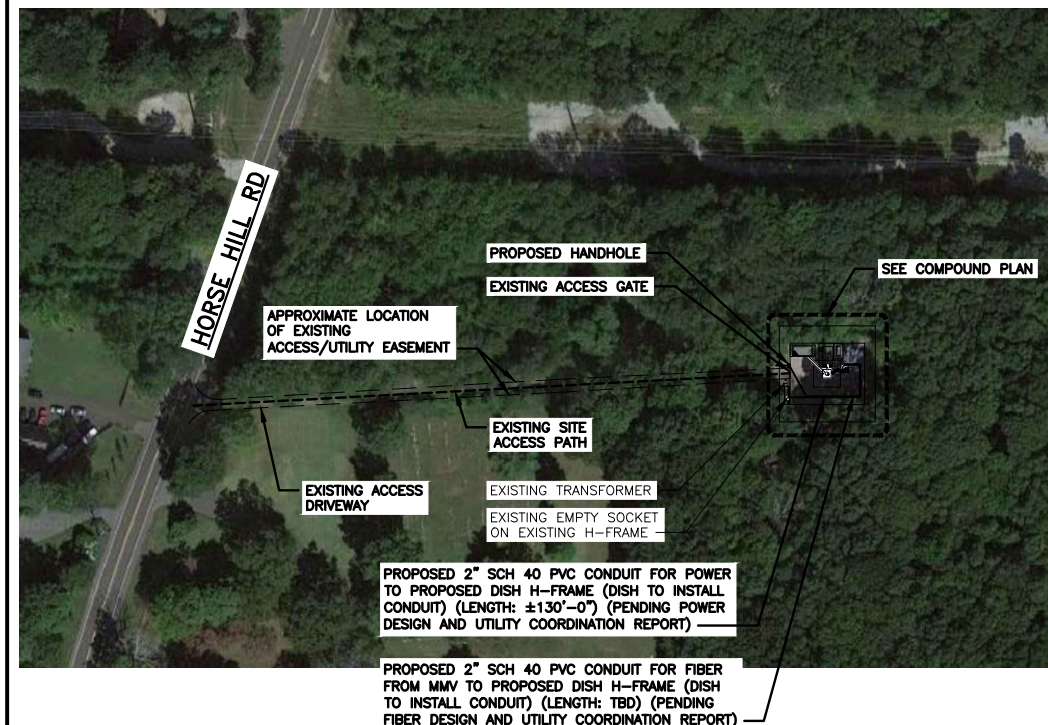 HORSE HILL RD
PROPOSED HANDHOLE
EXISTING ACCESS GATE
SEE COMPOUND PLAN
APPROXIMATE LOCATION
OF EXISTING
ACCESS/UTILITY EASEMENT
EXISTING SITE
ACCESS PATH
EXISTING ACCESS
DRIVEWAY
EXISTING TRANSFORMER
EXISTING EMPTY SOCKET
ON EXISTING H-FRAME
PROPOSED 2" SCH 40 PVC CONDUIT FOR POWER
TO PROPOSED DISH H-FRAME (DISH TO INSTALL
CONDUIT) (LENGTH: ±130'-0") (PENDING POWER
DESIGN AND UTILITY COORDINATION REPORT)
PROPOSED 2" SCH 40 PVC CONDUIT FOR FIBER
FROM MMV TO PROPOSED DISH H-FRAME (DISH
TO INSTALL CONDUIT) (LENGTH: TBD) (PENDING
FIBER DESIGN AND UTILITY COORDINATION REPORT)